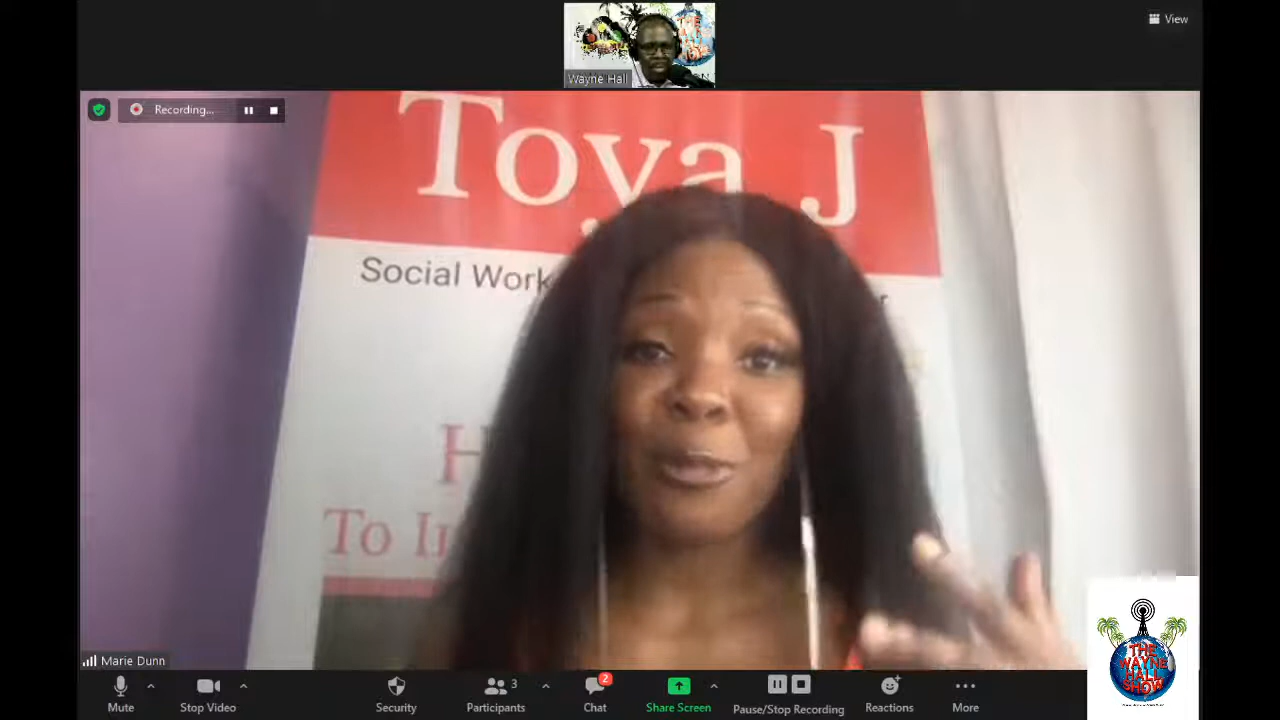 Wayne Hall
View
Recording...
Toya J
Social Work
To
Marie Dunn
THE
WAYNE
HALL
SHOW
3
2
Mute
Stop Video
Security
Participants
Chat
Share Screen
Pause/Stop Recording
Reactions
More